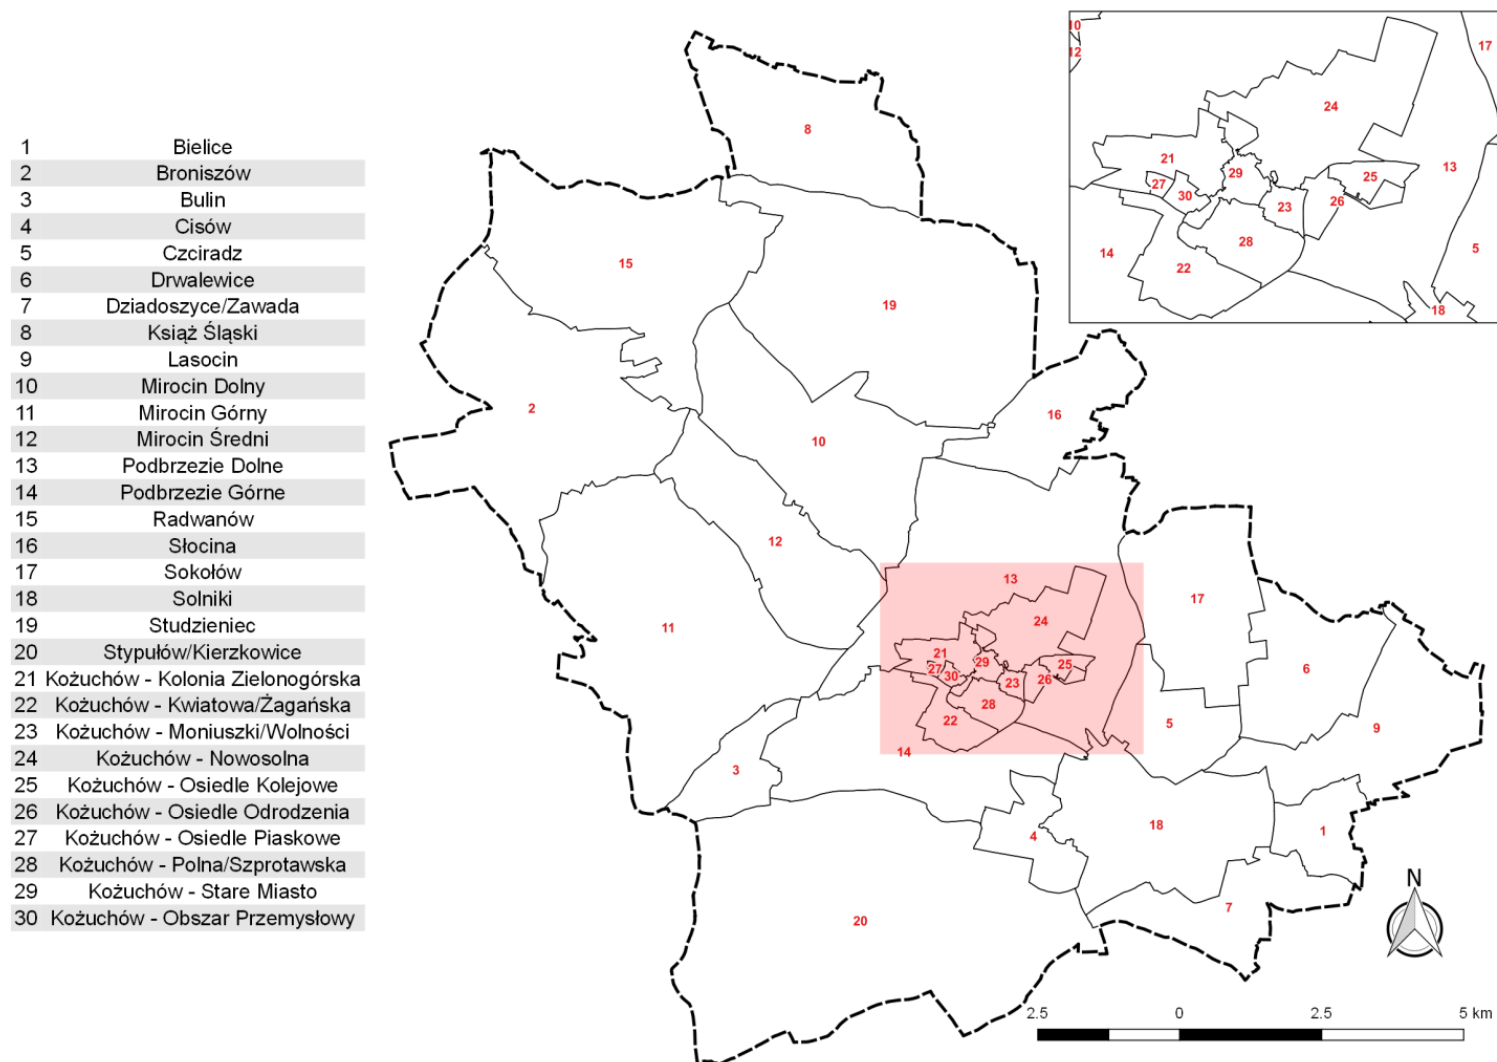 1 Bielice
2 Broniszów
3 Bulin
4 Cisów
5 Czciradz
6 Drwalewice
7 Dziadoszyce/Zawada
8 Książ Śląski
9 Lasocin
10 Mirocin Dolny
11 Mirocin Górny
12 Mirocin Średni
13 Podbrzezie Dolne
14 Podbrzezie Górne
15 Radwanów
16 Słocina
17 Sokołów
18 Solniki
19 Studzieniec
20 Stypułów/Kierzkowice
21 Kożuchów - Kolonia Zielonogórska
22 Kożuchów - Kwiatowa/Żagańska
23 Kożuchów - Moniuszki/Wolności
24 Kożuchów - Nowosolna
25 Kożuchów - Osiedle Kolejowe
26 Kożuchów - Osiedle Odrodzenia
27 Kożuchów - Osiedle Piaskowe
28 Kożuchów - Polna/Szprotawska
29 Kożuchów - Stare Miasto
30 Kożuchów - Obszar Przemysłowy
8
15
19
2
16
10
12
13
17
11
24
21
29
25
27
30
26
23
6
28
22
5
9
14
3
18
4
1
7
20
10
17
12
24
21
13
29
25
27
30
26
23
28
14
22
5
18
N
2.5 0 2.5 5 km